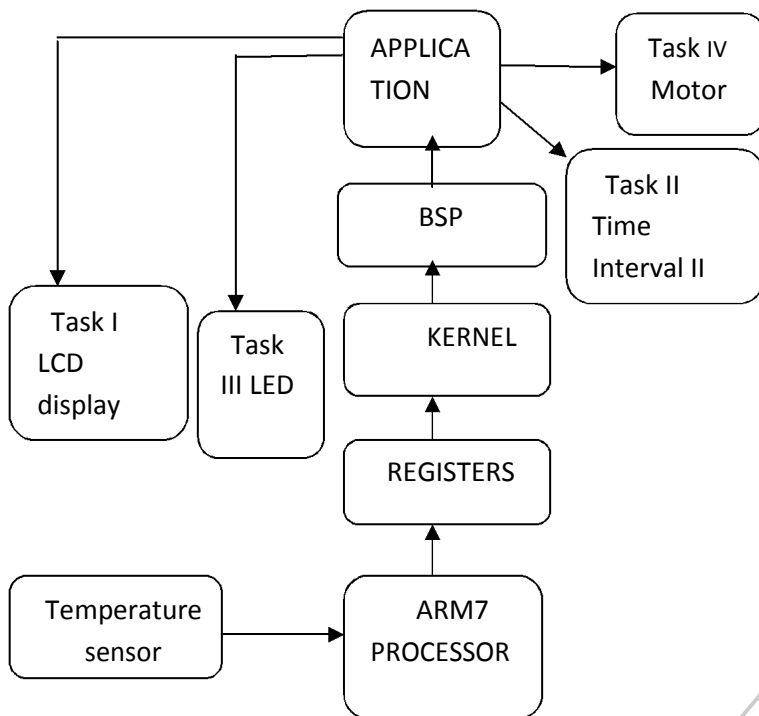 APPLICA
TION
Task IV
Motor
BSP
Task II
Time
Interval II
Task I
LCD
display
Task
III LED
KERNEL
REGISTERS
Temperature
sensor
ARM7
PROCESSOR